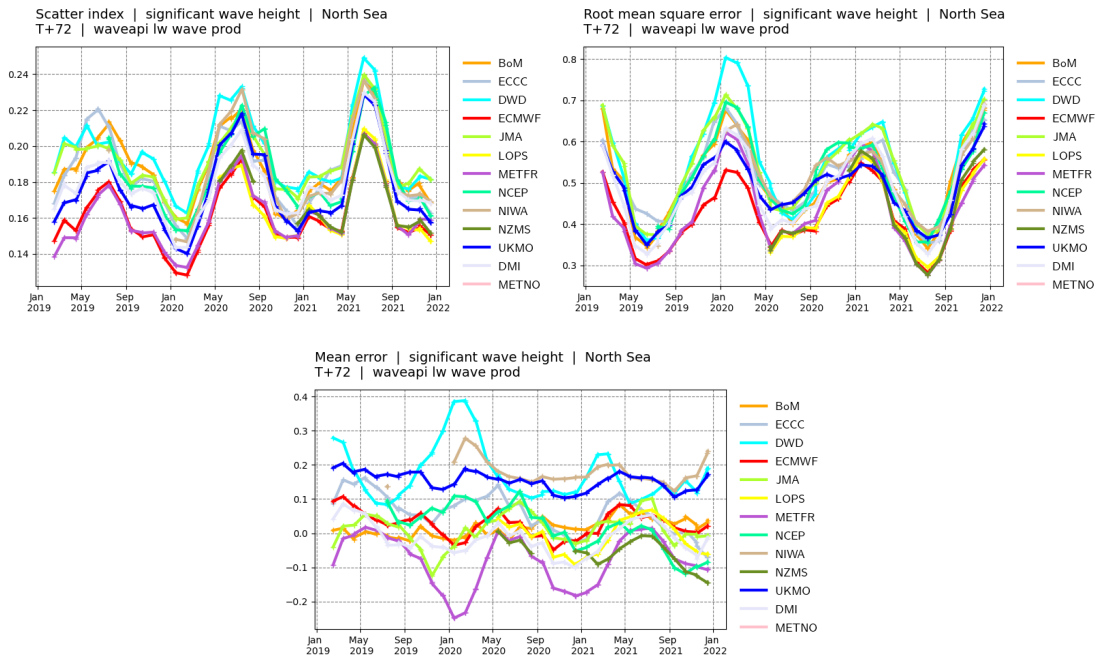 Scatter index | significant wave height | North Sea
T+72 | waveapi lw wave prod
0.24
0.22
0.20
0.18
0.16
0.14
Jan 2019
May 2019
Sep 2019
Jan 2020
May 2020
Sep 2020
Jan 2021
May 2021
Sep 2021
Jan 2022
BoM
ECCC
DWD
ECMWF
JMA
LOPS
METFR
NCEP
NIWA
NZMS
UKMO
DMI
METNO
Root mean square error | significant wave height | North Sea
T+72 | waveapi lw wave prod
0.8
0.7
0.6
0.5
0.4
0.3
Jan 2019
May 2019
Sep 2019
Jan 2020
May 2020
Sep 2020
Jan 2021
May 2021
Sep 2021
Jan 2022
BoM
ECCC
DWD
ECMWF
JMA
LOPS
METFR
NCEP
NIWA
NZMS
UKMO
DMI
METNO
Mean error | significant wave height | North Sea
T+72 | waveapi lw wave prod
0.4
0.3
0.2
0.1
0.0
−0.1
−0.2
Jan 2019
May 2019
Sep 2019
Jan 2020
May 2020
Sep 2020
Jan 2021
May 2021
Sep 2021
Jan 2022
BoM
ECCC
DWD
ECMWF
JMA
LOPS
METFR
NCEP
NIWA
NZMS
UKMO
DMI
METNO